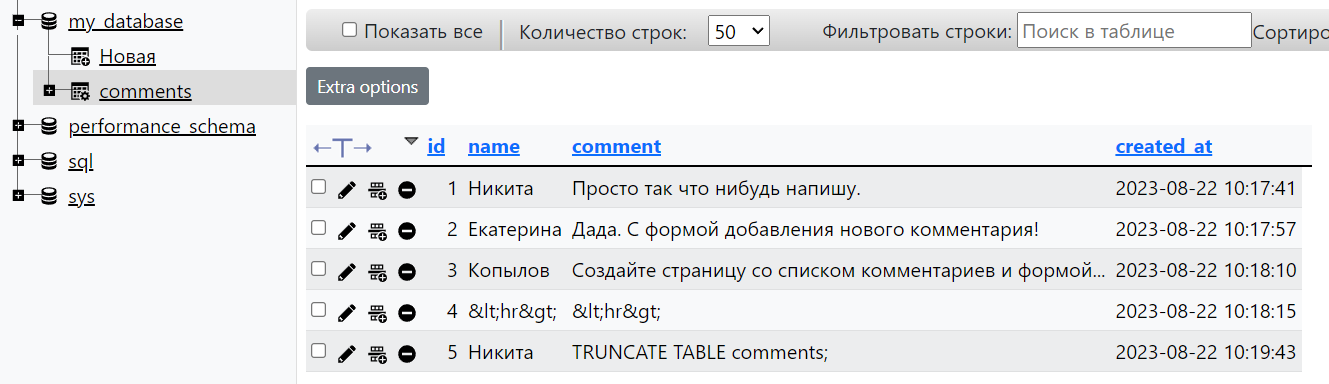 my_database
Новая
comments
performance_schema
sql
sys
Показать все Количество строк: 50 Фильтровать строки: Поиск в таблице Сортиро
Extra options
←T→ id name comment created_at
1 Никита Просто так что нибудь напишу. 2023-08-22 10:17:41
2 Екатерина Дада. С формой добавления нового комментария! 2023-08-22 10:17:57
3 Копылов Создайте страницу со списком комментариев и формой... 2023-08-22 10:18:10
4 &lt;hr&gt; &lt;hr&gt; 2023-08-22 10:18:15
5 Никита TRUNCATE TABLE comments; 2023-08-22 10:19:43